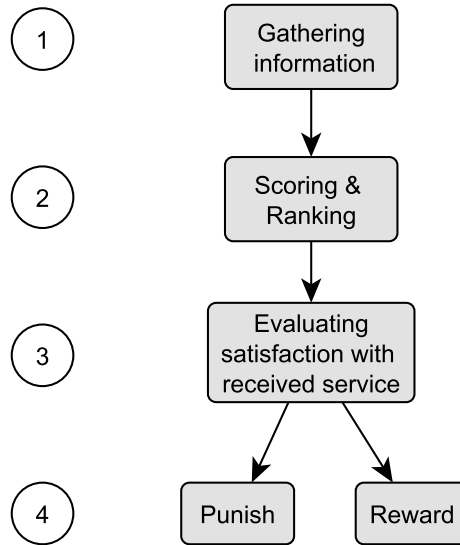 1
Gathering
information
2
Scoring &
Ranking
3
Evaluating
satisfaction with
received service
4
Punish
Reward